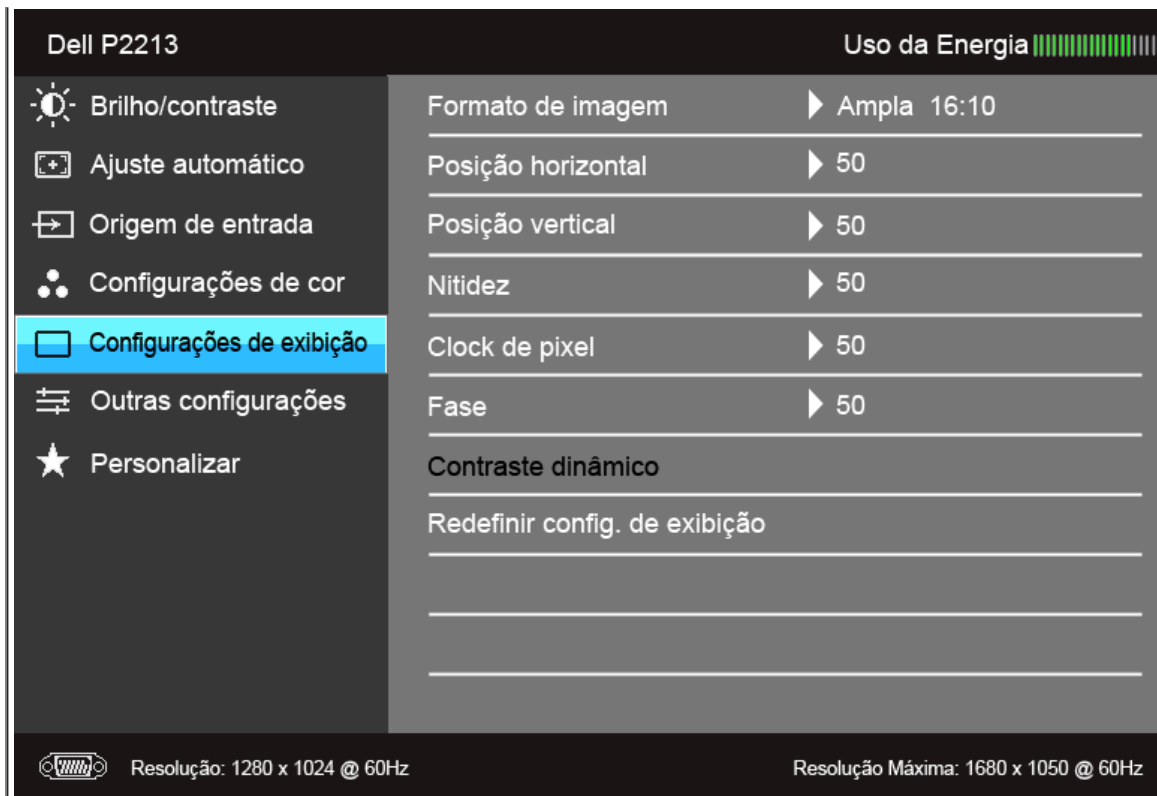 Dell P2213
Uso da Energia
Brilho/contraste
Ajuste automático
Origem de entrada
Configurações de cor
Configurações de exibição
Outras configurações
Personalizar
Formato de imagem Ampla 16:10
Posição horizontal 50
Posição vertical 50
Nitidez 50
Clock de pixel 50
Fase 50
Contraste dinâmico
Redefinir config. de exibição
Resolução: 1280 x 1024 @ 60Hz
Resolução Máxima: 1680 x 1050 @ 60Hz